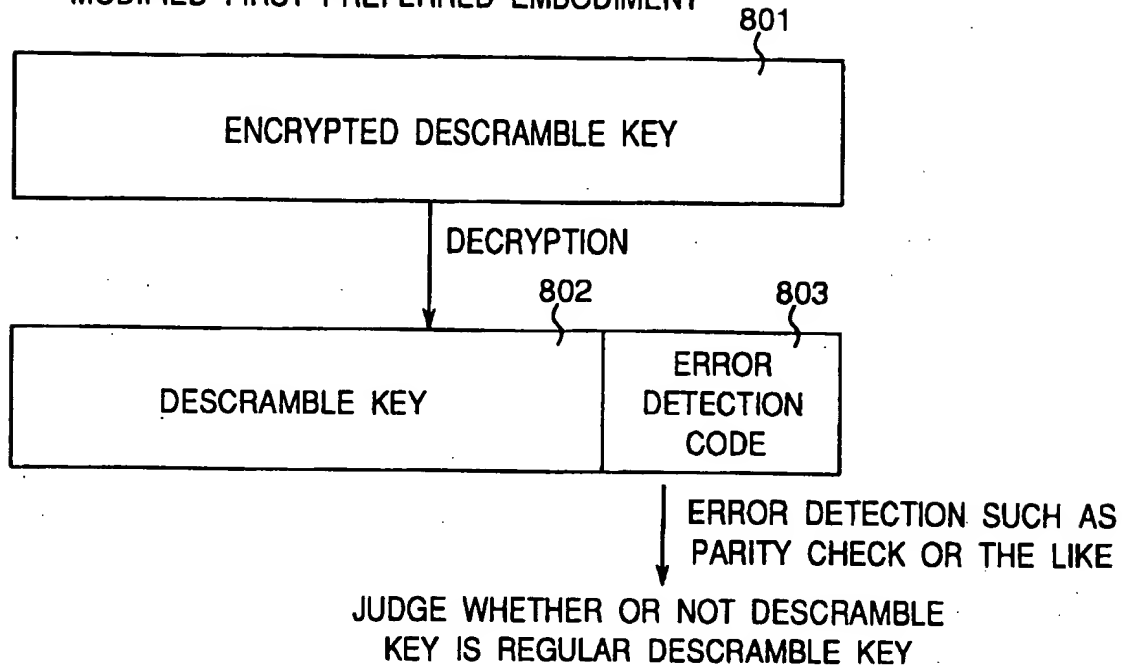 MODIFIED FIRST PREFERRED EMBODIMENT
801
ENCRYPTED DESCRAMBLE KEY
DECRYPTION
802
803
DESCRAMBLE KEY
ERROR
DETECTION
CODE
ERROR DETECTION SUCH AS
PARITY CHECK OR THE LIKE
JUDGE WHETHER OR NOT DESCRAMBLE
KEY IS REGULAR DESCRAMBLE KEY